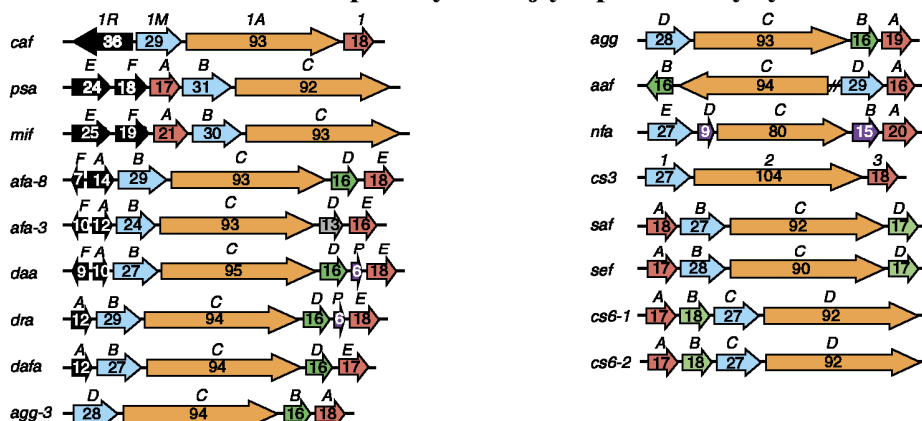 1R 1M 1A 1
caf 36 29 93 18
E F A B C
psa 24 18 17 31 92
E F A B C
mif 25 19 21 30 93
F A B C D E
afa-8 7 14 29 93 16 18
F A B C D E
afa-3 10 12 24 93 13 16
F A B C D P E
daa 9 10 27 95 16 6 18
A B C D P E
dra 12 29 94 16 6 18
A B C D E
dafa 12 27 94 16 17
D C B A
agg-3 28 94 16 18
D C B A
agg 28 93 16 19
B C D A
aaf 16 94 29 16
E D C B A
nfa 27 9 80 15 20
1 2 3
cs3 27 104 18
A B C D
saf 18 27 92 17
A B C D
sef 17 28 90 17
A B C D
cs6-1 17 18 27 92
A B C D
cs6-2 17 18 27 92